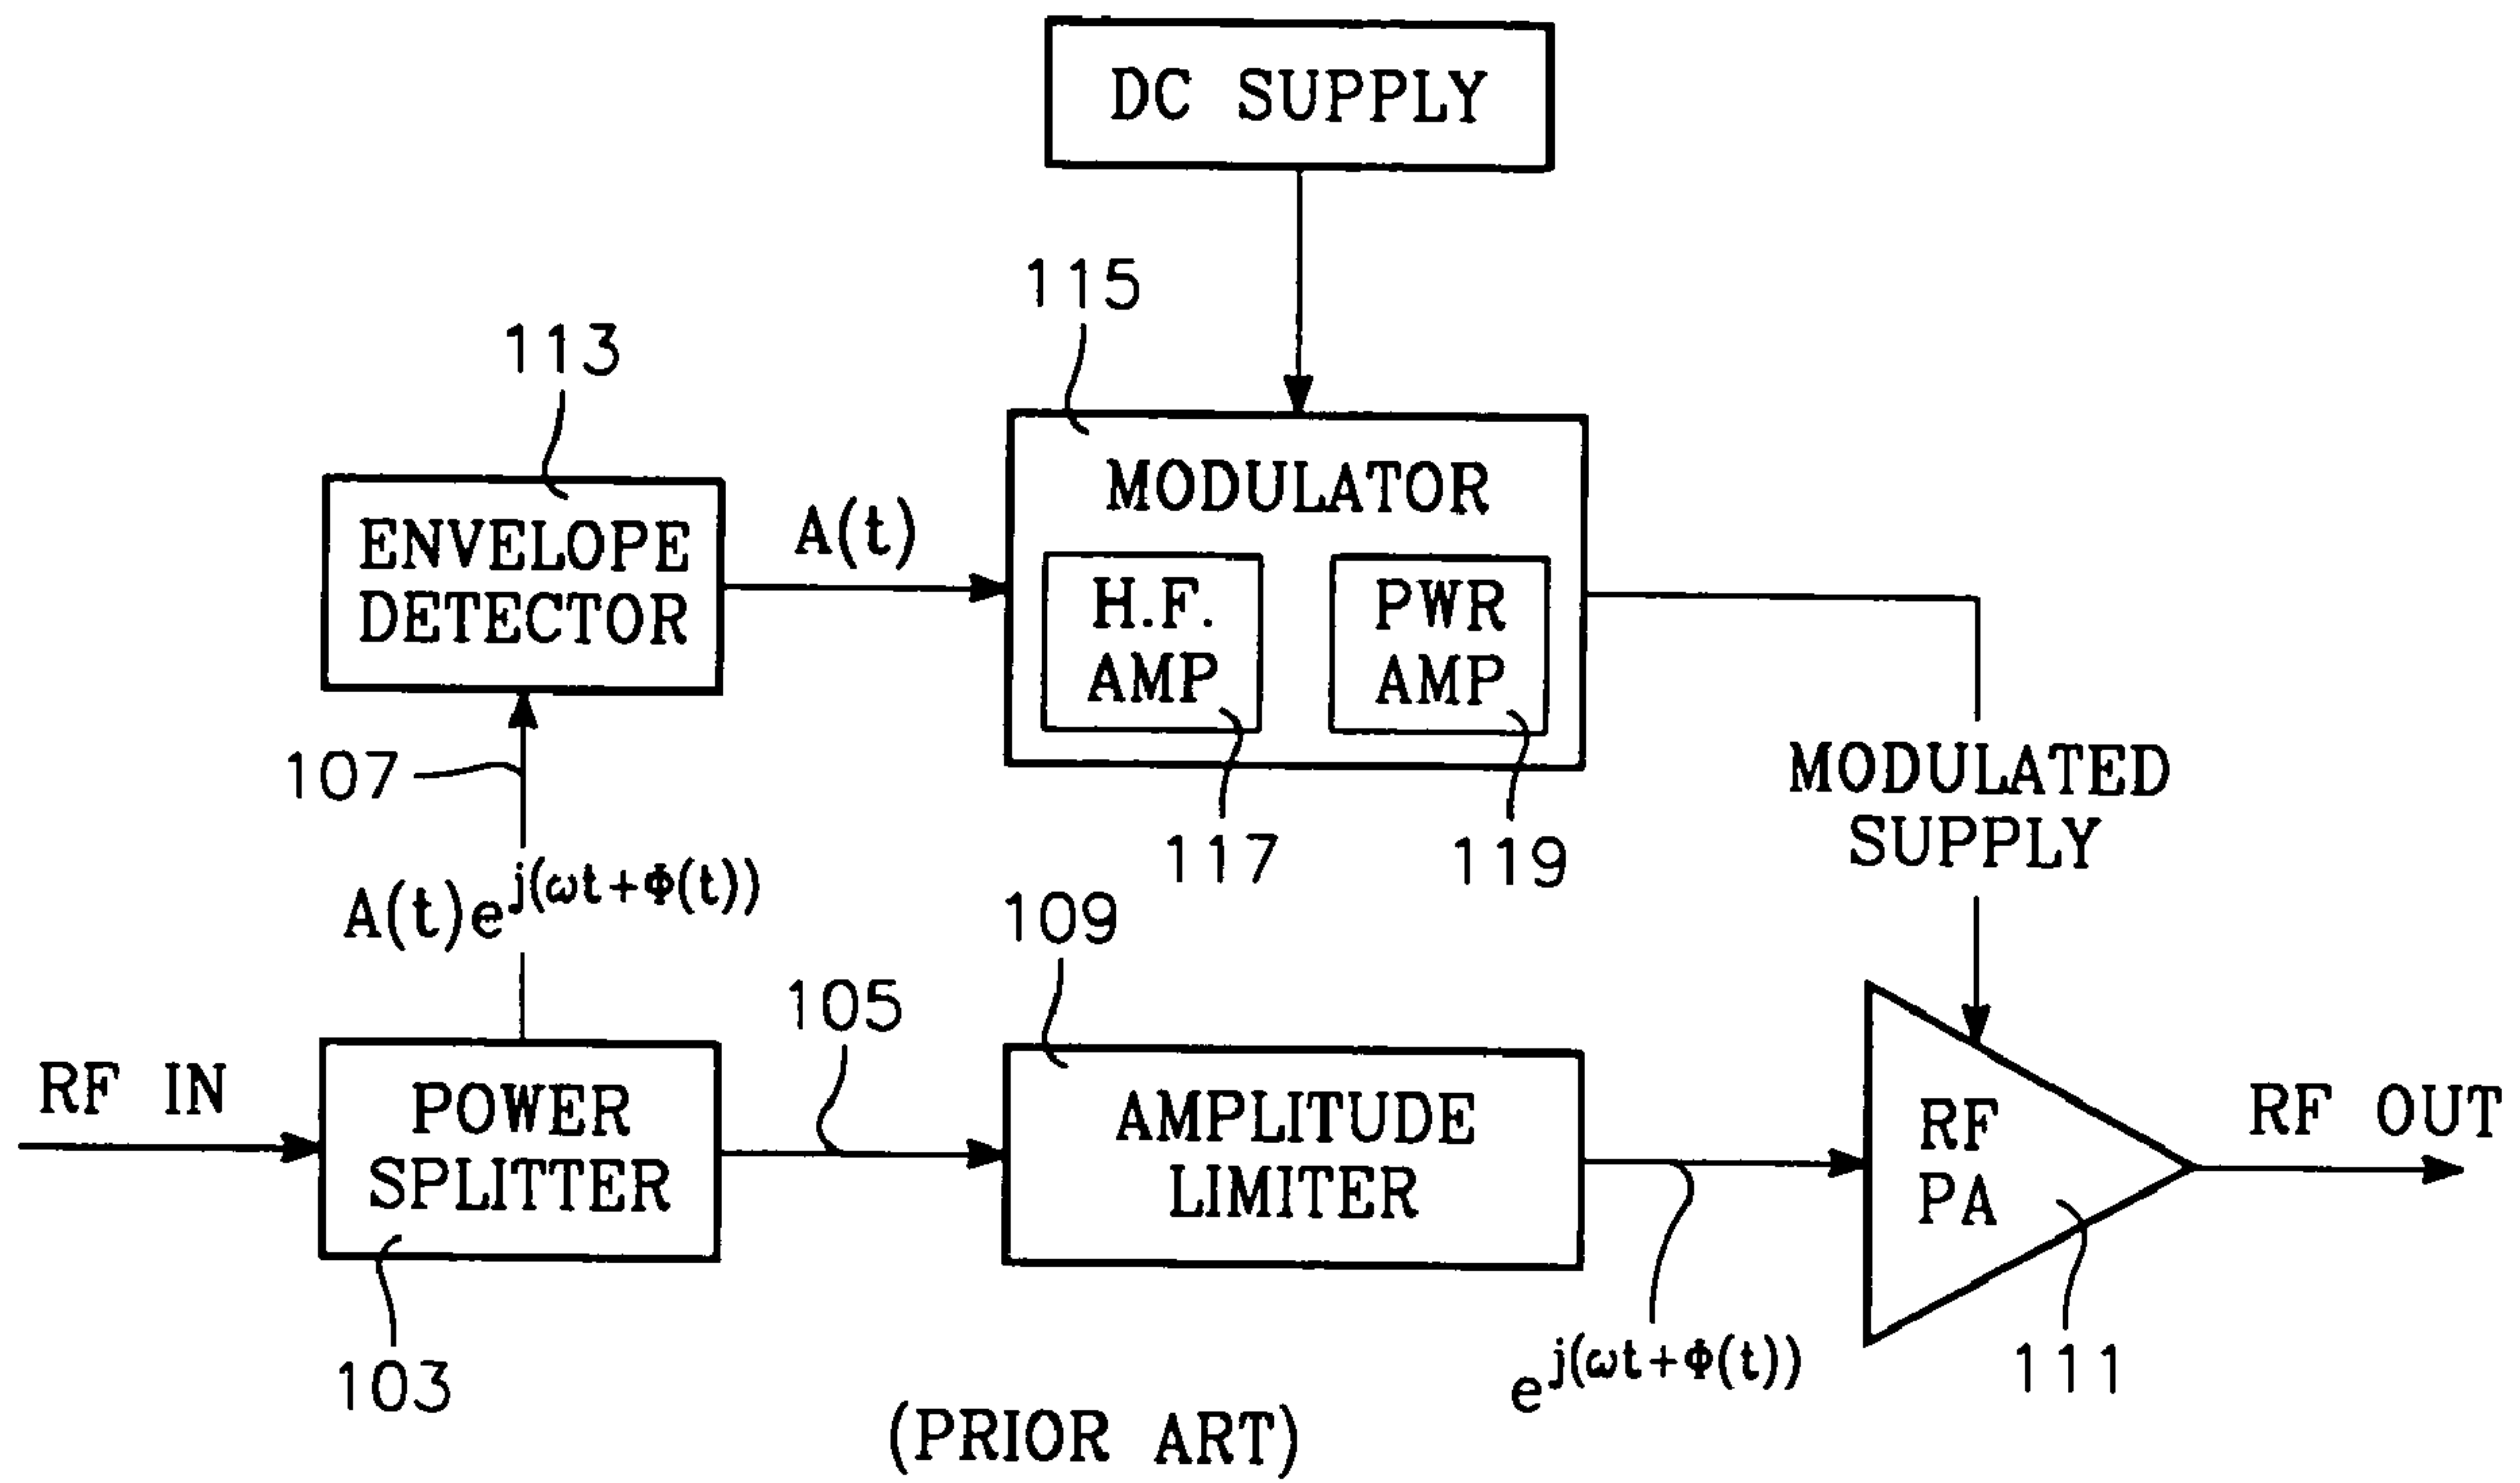 DC SUPPLY
115
113
MODULATOR
ENVELOPE
DETECTOR
A(t)
H.F.
AMP
PWR
AMP
107
117
119
MODULATED
SUPPLY
A(t)e^j(ωt+Φ(t))
109
105
RF IN
POWER
SPLITTER
AMPLITUDE
LIMITER
RF
PA
RF OUT
103
e^j(ωt+Φ(t))
111
(PRIOR ART)